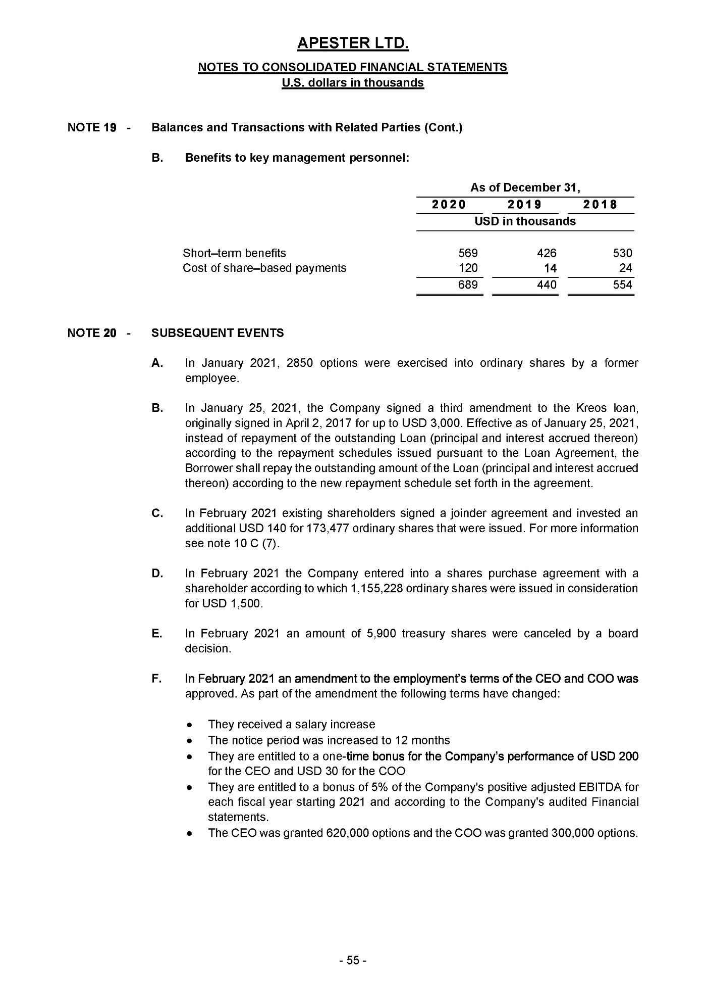 APESTER LTD.
NOTES TO CONSOLIDATED FINANCIAL STATEMENTS
U.S. dollars in thousands
NOTE 19 - Balances and Transactions with Related Parties (Cont.)
B. Benefits to key management personnel:
As of December 31,
2020 2019 2018
USD in thousands
Short–term benefits 569 426 530
Cost of share–based payments 120 14 24
689 440 554
NOTE 20 - SUBSEQUENT EVENTS
A. In January 2021, 2850 options were exercised into ordinary shares by a former
employee.
B. In January 25, 2021, the Company signed a third amendment to the Kreos loan,
originally signed in April 2, 2017 for up to USD 3,000. Effective as of January 25, 2021,
instead of repayment of the outstanding Loan (principal and interest accrued thereon)
according to the repayment schedules issued pursuant to the Loan Agreement, the
Borrower shall repay the outstanding amount of the Loan (principal and interest accrued
thereon) according to the new repayment schedule set forth in the agreement.
C. In February 2021 existing shareholders signed a joinder agreement and invested an
additional USD 140 for 173,477 ordinary shares that were issued. For more information
see note 10 C (7).
D. In February 2021 the Company entered into a shares purchase agreement with a
shareholder according to which 1,155,228 ordinary shares were issued in consideration
for USD 1,500.
E. In February 2021 an amount of 5,900 treasury shares were canceled by a board
decision.
F. In February 2021 an amendment to the employment’s terms of the CEO and COO was
approved. As part of the amendment the following terms have changed:
• They received a salary increase
• The notice period was increased to 12 months
• They are entitled to a one-time bonus for the Company’s performance of USD 200
for the CEO and USD 30 for the COO
• They are entitled to a bonus of 5% of the Company's positive adjusted EBITDA for
each fiscal year starting 2021 and according to the Company's audited Financial
statements.
• The CEO was granted 620,000 options and the COO was granted 300,000 options.
- 55 -